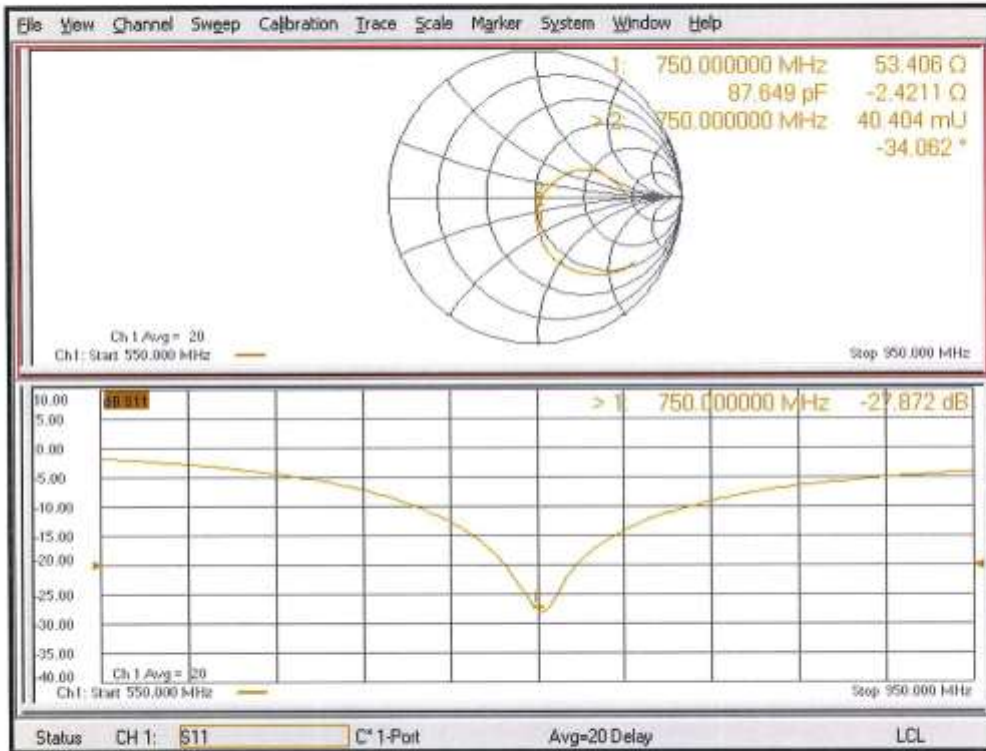 File View Channel Sweep Calibration Trace Scale Marker System Window Help
1: 750.000000 MHz 53.406 Ω
87.649 pF -2.4211 Ω
> 2: 750.000000 MHz 40.404 mU
-34.062 °
Ch 1 Avg = 20
Ch1: Start 550.000 MHz
Stop 950.000 MHz
10.00 dB S11
> 1: 750.000000 MHz -27.872 dB
5.00
0.00
-5.00
-10.00
-15.00
-20.00
-25.00
-30.00
-35.00
-40.00
Ch 1 Avg = 20
Ch1: Start 550.000 MHz
Stop 950.000 MHz
Status CH 1: S11 C* 1-Port Avg=20 Delay LCL